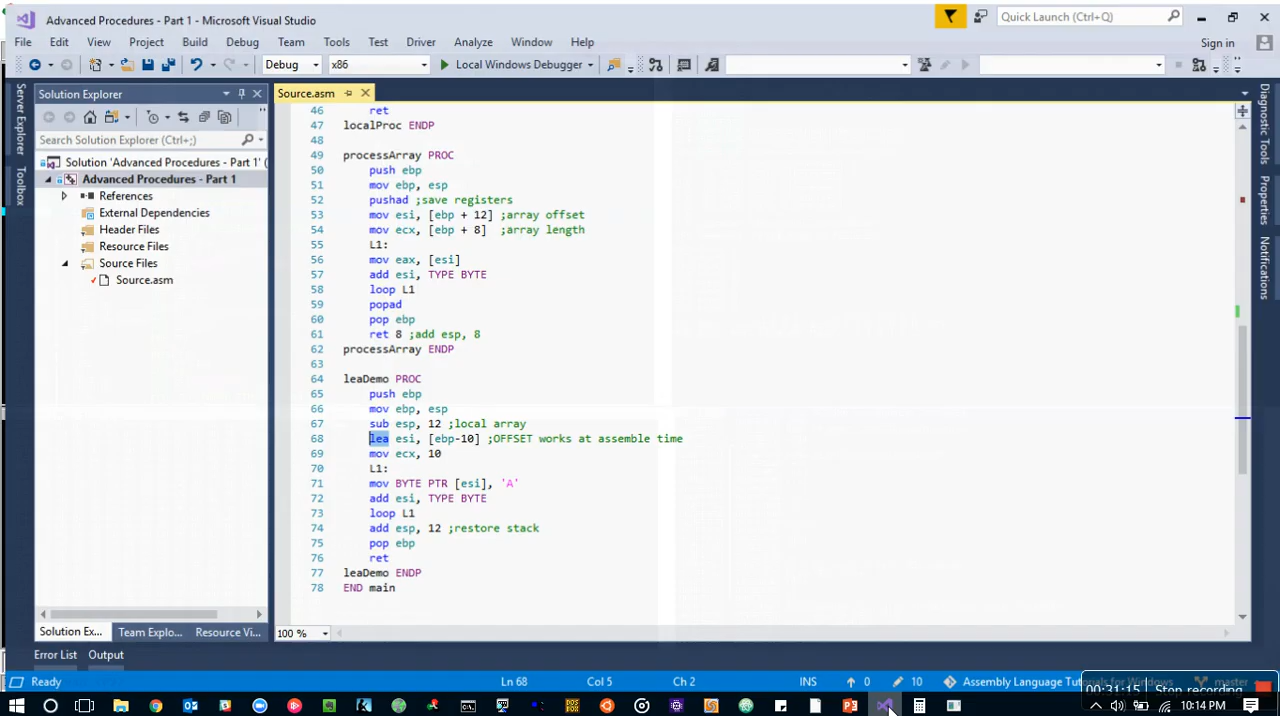 Advanced Procedures - Part 1 - Microsoft Visual Studio
Quick Launch (Ctrl+Q)
File Edit View Project Build Debug Team Tools Test Driver Analyze Window Help
Sign in
Debug x86 Local Windows Debugger
Server Explorer
Toolbox
Solution Explorer
Search Solution Explorer (Ctrl+;)
Solution 'Advanced Procedures - Part 1' (
Advanced Procedures - Part 1
References
External Dependencies
Header Files
Resource Files
Source Files
Source.asm
Solution Ex... Team Explo... Resource Vi...
Source.asm
46 ret
47 localProc ENDP
48
49 processArray PROC
50 push ebp
51 mov ebp, esp
52 pushad ;save registers
53 mov esi, [ebp + 12] ;array offset
54 mov ecx, [ebp + 8] ;array length
55 L1:
56 mov eax, [esi]
57 add esi, TYPE BYTE
58 loop L1
59 popad
60 pop ebp
61 ret 8 ;add esp, 8
62 processArray ENDP
63
64 leaDemo PROC
65 push ebp
66 mov ebp, esp
67 sub esp, 12 ;local array
68 lea esi, [ebp-10] ;OFFSET works at assemble time
69 mov ecx, 10
70 L1:
71 mov BYTE PTR [esi], 'A'
72 add esi, TYPE BYTE
73 loop L1
74 add esp, 12 ;restore stack
75 pop ebp
76 ret
77 leaDemo ENDP
78 END main
100 %
Diagnostic Tools
Properties
Notifications
Error List Output
Ready Ln 68 Col 5 Ch 2 INS 0 10 Assembly Language Tutorials for Windows master
00:31:15 Stop recording
10:14 PM